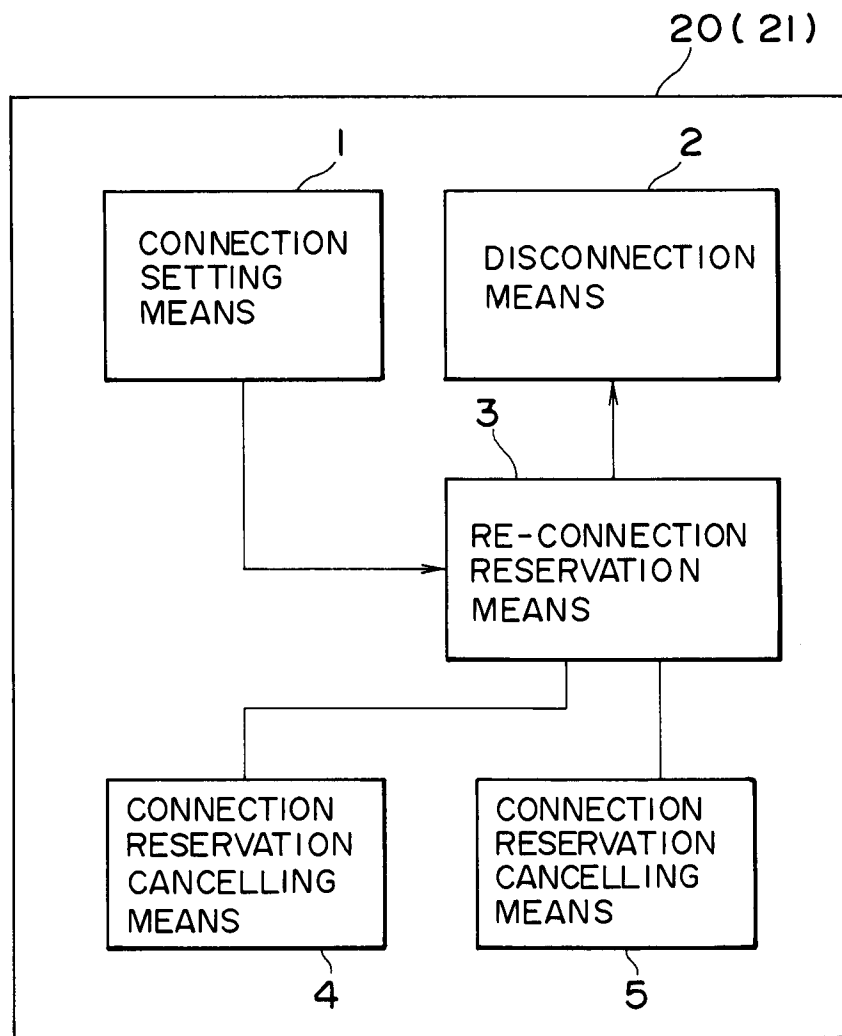 20(21)
1
2
CONNECTION
SETTING
MEANS
DISCONNECTION
MEANS
3
RE-CONNECTION
RESERVATION
MEANS
CONNECTION
RESERVATION
CANCELLING
MEANS
CONNECTION
RESERVATION
CANCELLING
MEANS
4
5